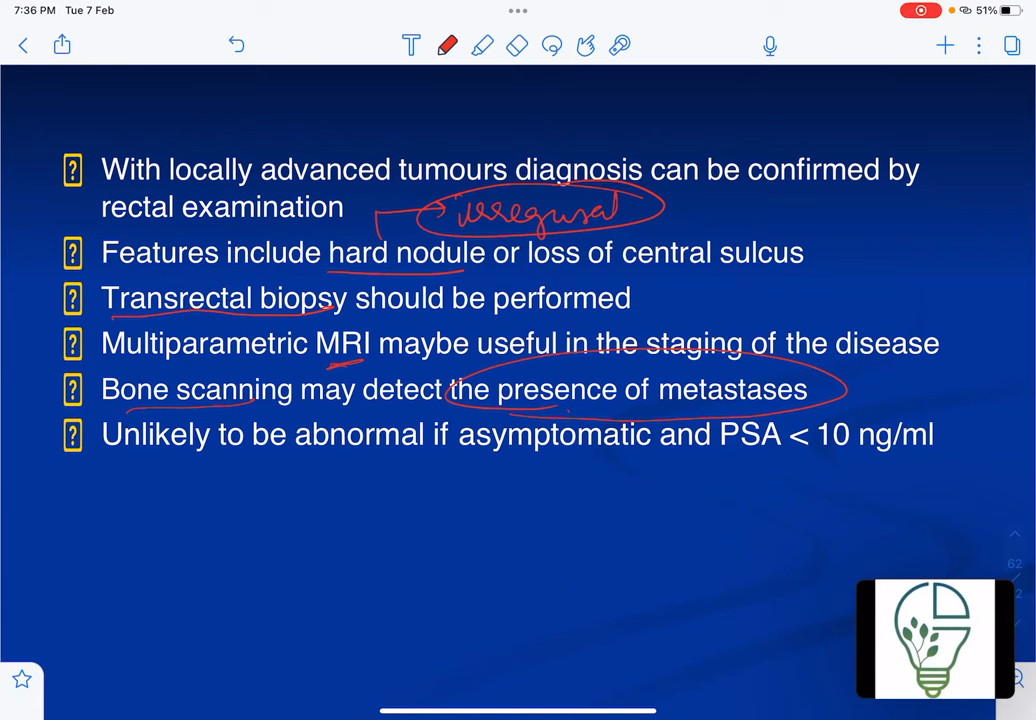 7:36 PM Tue 7 Feb
51%
With locally advanced tumours diagnosis can be confirmed by
rectal examination
Features include hard nodule or loss of central sulcus
Transrectal biopsy should be performed
Multiparametric MRI maybe useful in the staging of the disease
Bone scanning may detect the presence of metastases
Unlikely to be abnormal if asymptomatic and PSA < 10 ng/ml
62